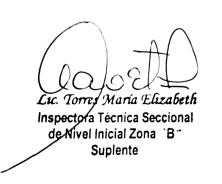 Lic. Torres María Elizabeth
Inspectora Técnica Seccional
de Nivel Inicial Zona "B"
Suplente